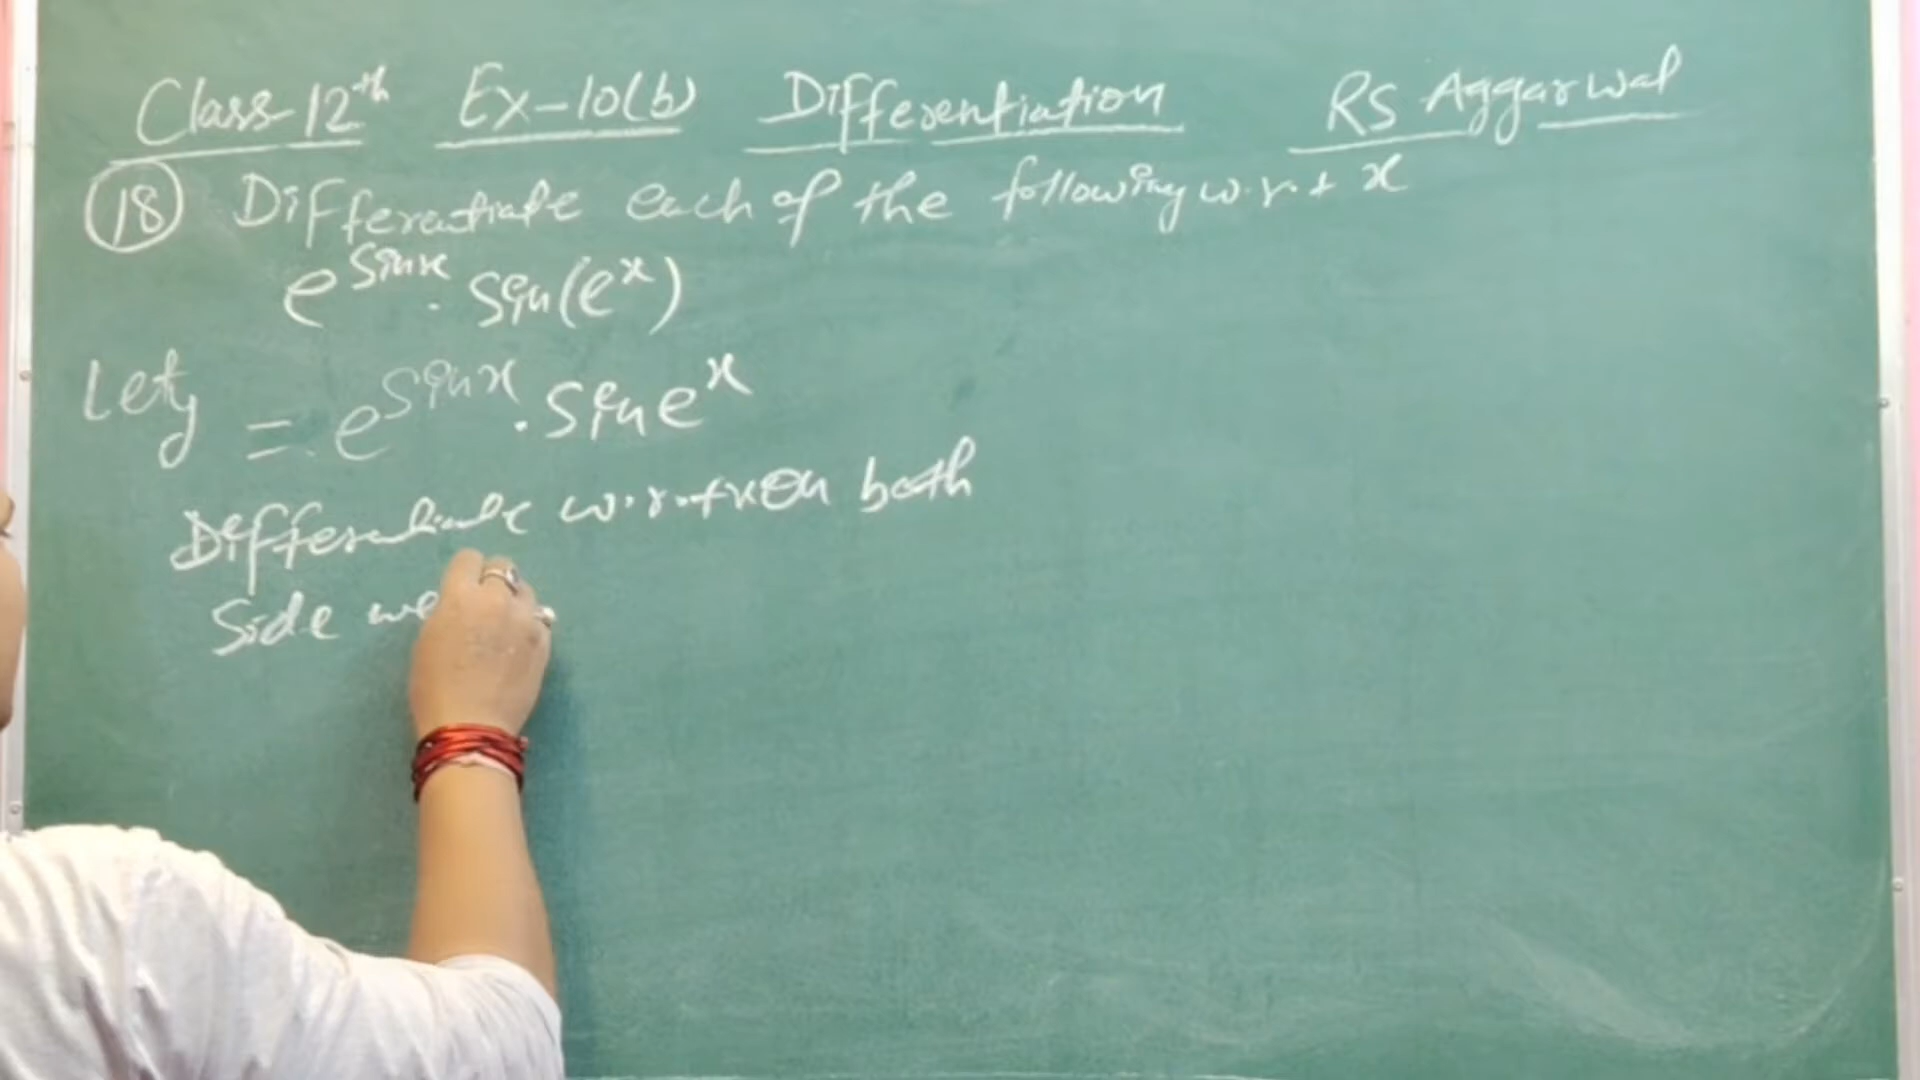 Class-12th Ex-10(b) Differentiation RS Aggarwal
(18) Differentiate each of the following w.r.t x
e^sinx . Sin(e^x)
Let y = e^sinx . sin e^x
Differentiate w.r.t x on both
Side we